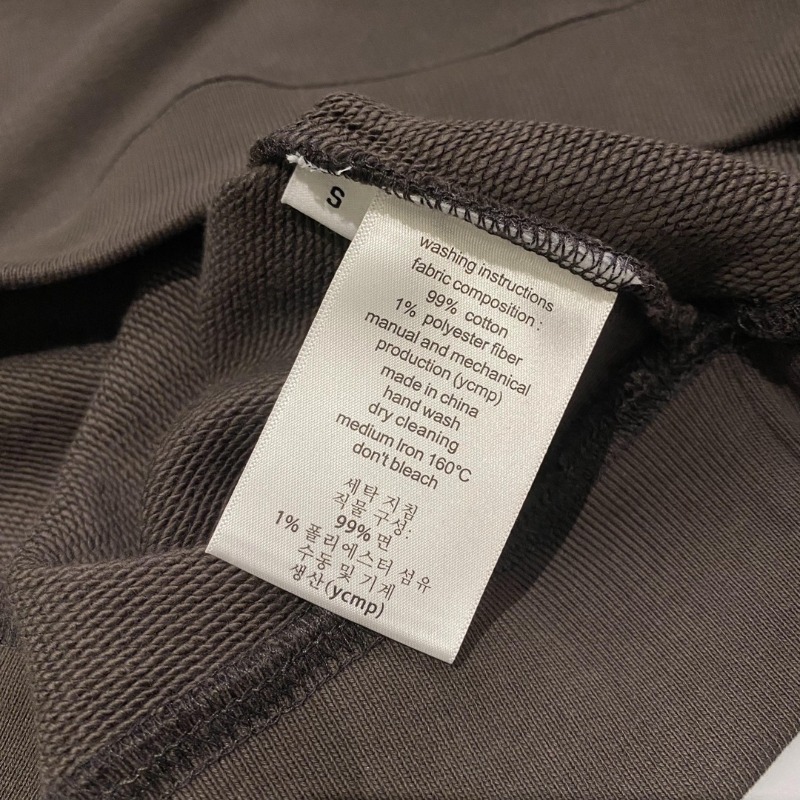 S
washing instructions
fabric composition :
99% cotton
1% polyester fiber
manual and mechanical
production (ycmp)
made in china
hand wash
dry cleaning
medium Iron 160°C
don't bleach
세탁 지침
직물 구성:
99% 면
1% 폴리에스터 섬유
수동 및 기계
생산(ycmp)